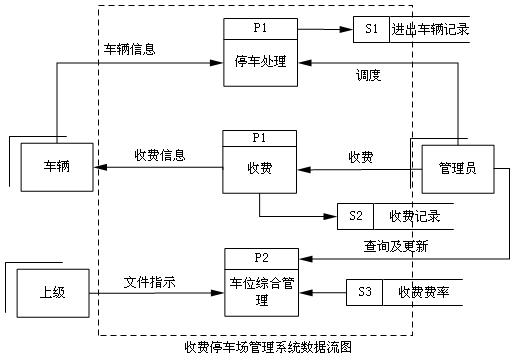 P1
S1 进出车辆记录
车辆信息
停车处理
调度
P1
收费信息
收费
车辆
收费
管理员
S2 收费记录
查询及更新
P2
文件指示
上级
车位综合管理
S3 收费费率
收费停车场管理系统数据流图